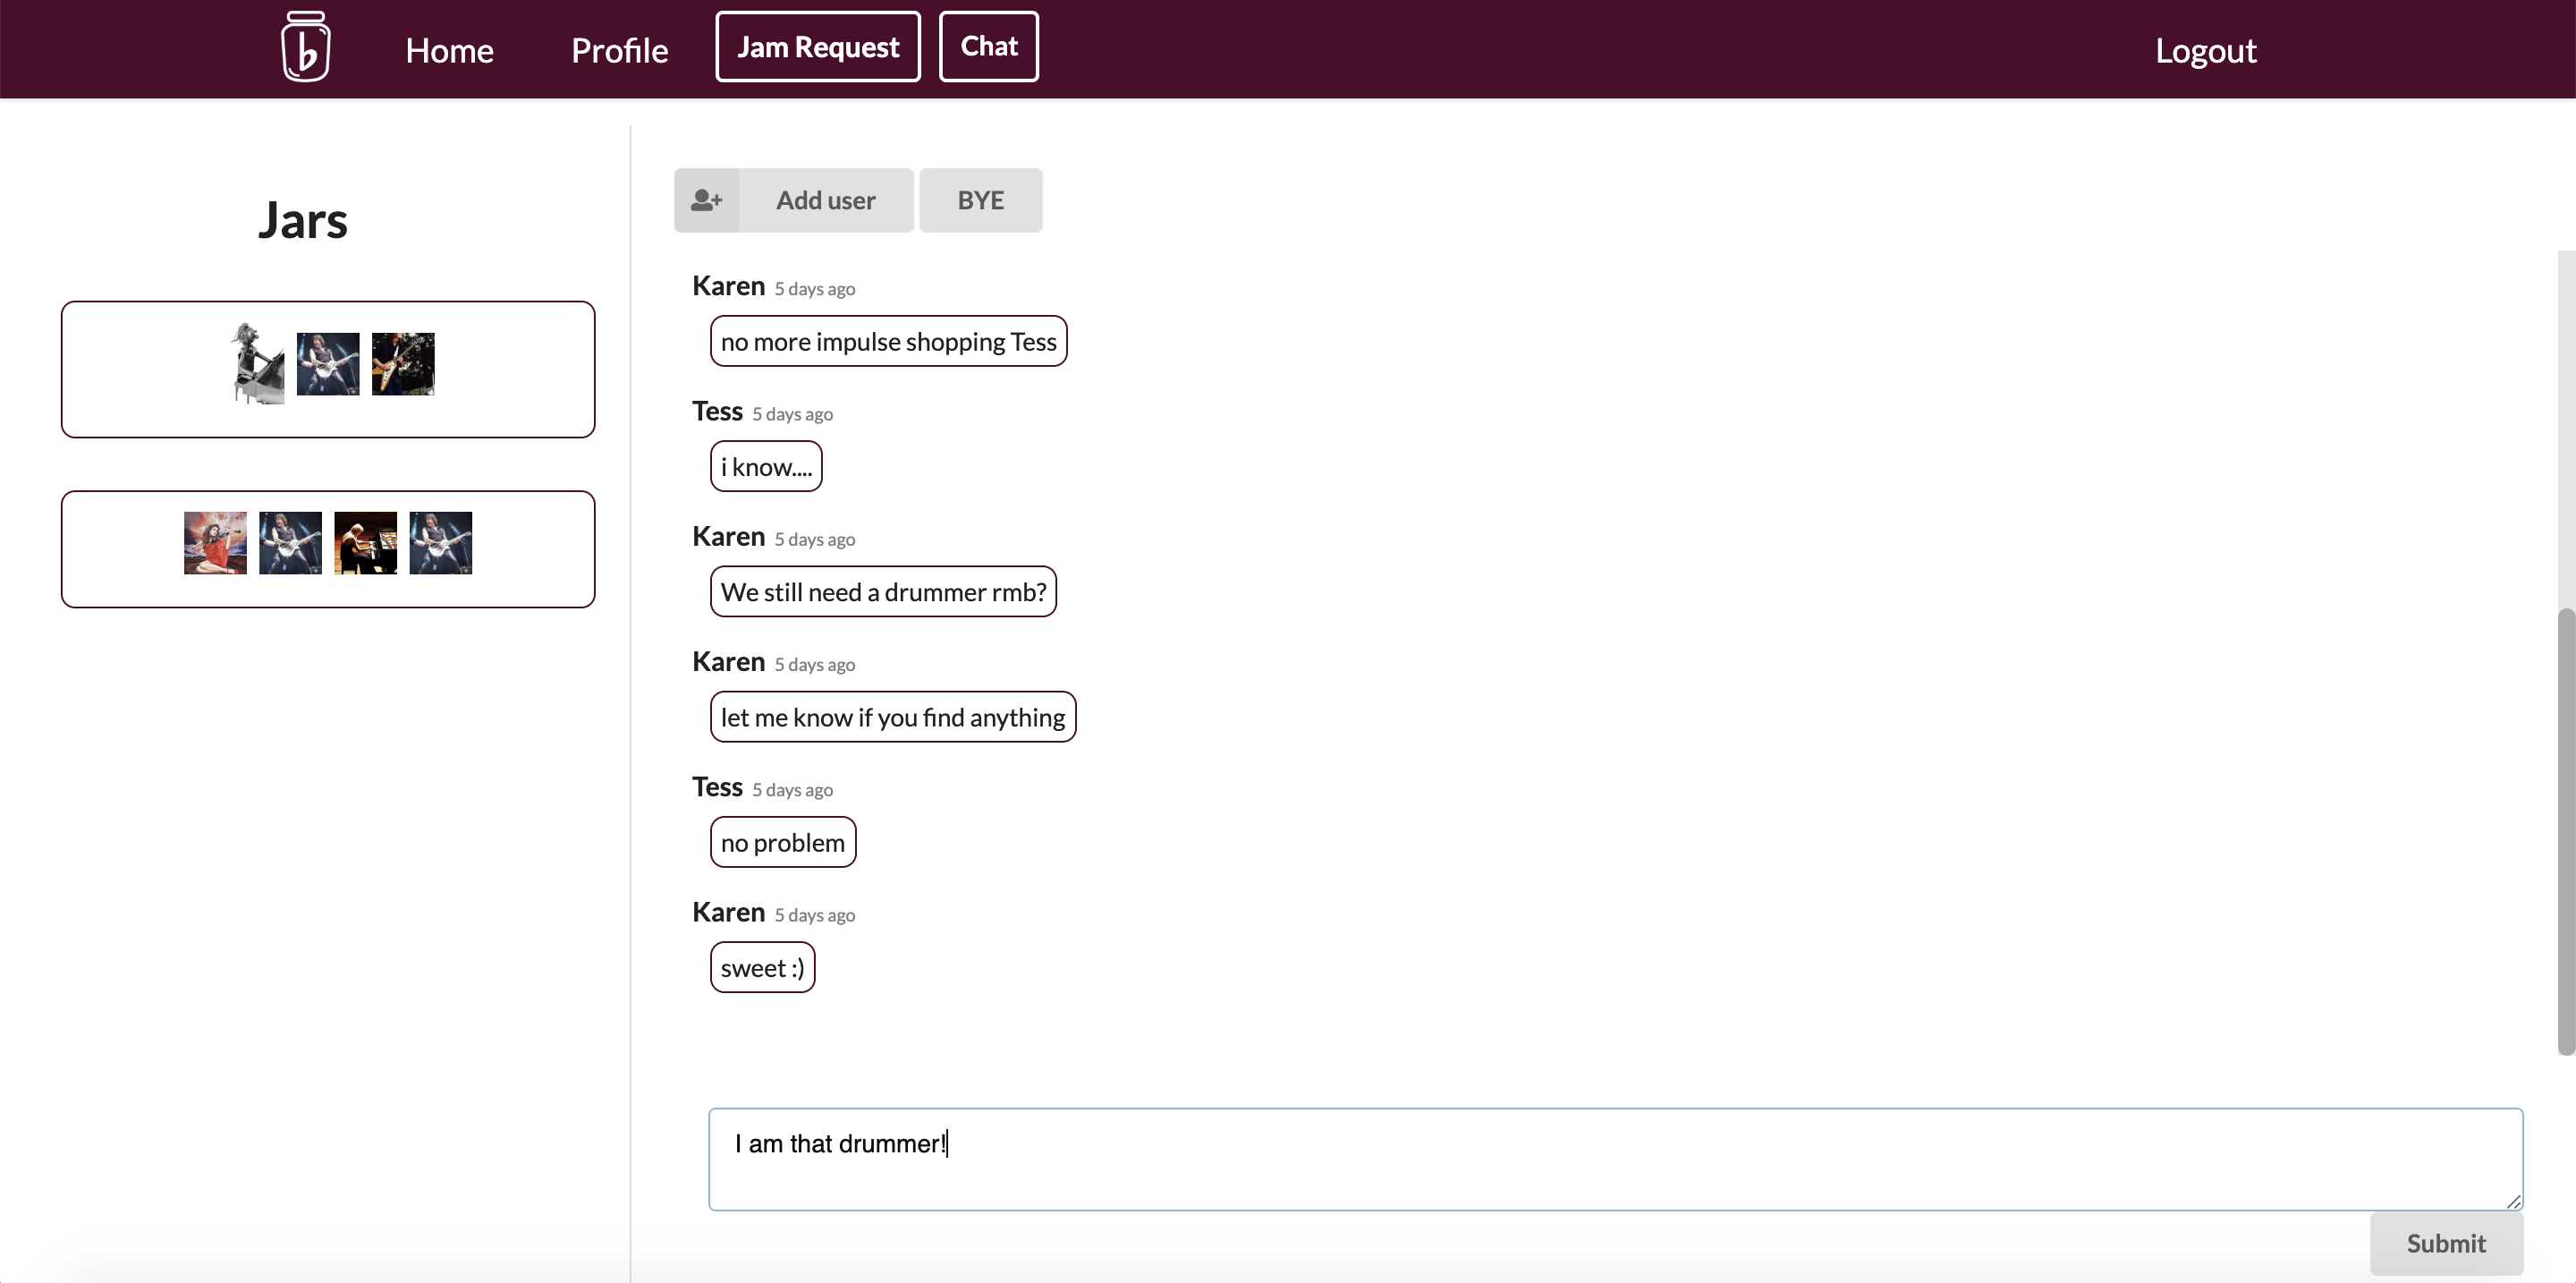 b Home Profile Jam Request Chat Logout
Jars
Add user BYE
Karen 5 days ago
no more impulse shopping Tess
Tess 5 days ago
i know....
Karen 5 days ago
We still need a drummer rmb?
Karen 5 days ago
let me know if you find anything
Tess 5 days ago
no problem
Karen 5 days ago
sweet :)
I am that drummer!
Submit